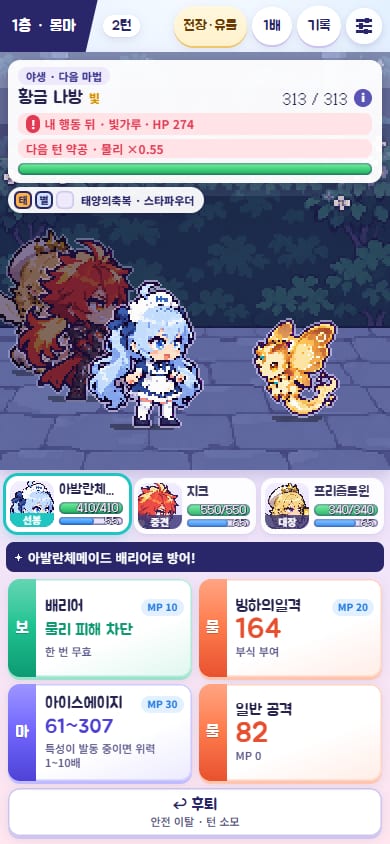 1층 · 몽마
2턴
전장·유물
1배
기록
야생 · 다음 마법
황금 나방 빛
313 / 313
i
! 내 행동 뒤 · 빛가루 · HP 274
다음 턴 약공 · 물리 ×0.55
태 별 태양의축복 · 스타파우더
아발란체...
410/410
선봉
지크
550/550
중견
프리즘트윈
340/340
대장
+ 아발란체메이드 배리어로 방어!
보
배리어
MP 10
물리 피해 차단
한 번 무효
물
빙하의일격
MP 20
164
부식 부여
마
아이스에이지
MP 30
61~307
특성이 발동 중이면 위력
1~10배
물
일반 공격
82
MP 0
↩ 후퇴
안전 이탈 · 턴 소모